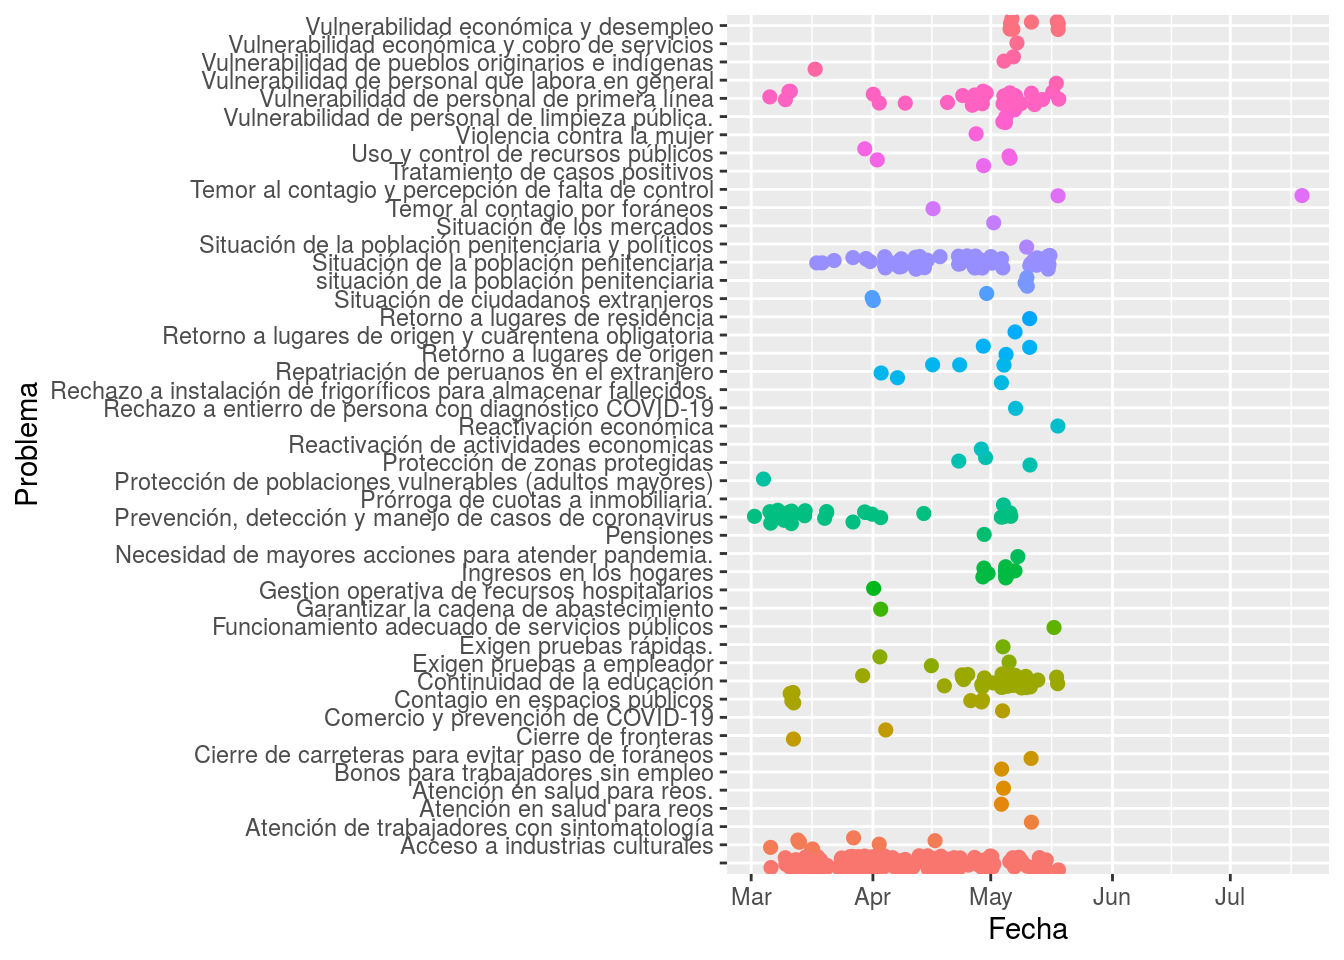 Vulnerabilidad económica y desempleo
Vulnerabilidad económica y cobro de servicios
Vulnerabilidad de pueblos originarios e indígenas
Vulnerabilidad de personal que labora en general
Vulnerabilidad de personal de primera línea
Vulnerabilidad de personal de limpieza pública.
Violencia contra la mujer
Uso y control de recursos públicos
Tratamiento de casos positivos
Temor al contagio y percepción de falta de control
Temor al contagio por foráneos
Situación de los mercados
Situación de la población penitenciaria y políticos
Situación de la población penitenciaria
situación de la población penitenciaria
Situación de ciudadanos extranjeros
Retorno a lugares de residencia
Retorno a lugares de origen y cuarentena obligatoria
Retorno a lugares de origen
Repatriación de peruanos en el extranjero
Rechazo a instalación de frigoríficos para almacenar fallecidos.
Rechazo a entierro de persona con diagnóstico COVID-19
Reactivación económica
Reactivación de actividades economicas
Protección de zonas protegidas
Protección de poblaciones vulnerables (adultos mayores)
Prórroga de cuotas a inmobiliaria.
Prevención, detección y manejo de casos de coronavirus
Pensiones
Necesidad de mayores acciones para atender pandemia.
Ingresos en los hogares
Gestion operativa de recursos hospitalarios
Garantizar la cadena de abastecimiento
Funcionamiento adecuado de servicios públicos
Exigen pruebas rápidas.
Exigen pruebas a empleador
Continuidad de la educación
Contagio en espacios públicos
Comercio y prevención de COVID-19
Cierre de fronteras
Cierre de carreteras para evitar paso de foráneos
Bonos para trabajadores sin empleo
Atención en salud para reos.
Atención en salud para reos
Atención de trabajadores con sintomatología
Acceso a industrias culturales
Problema
Mar Apr May Jun Jul
Fecha